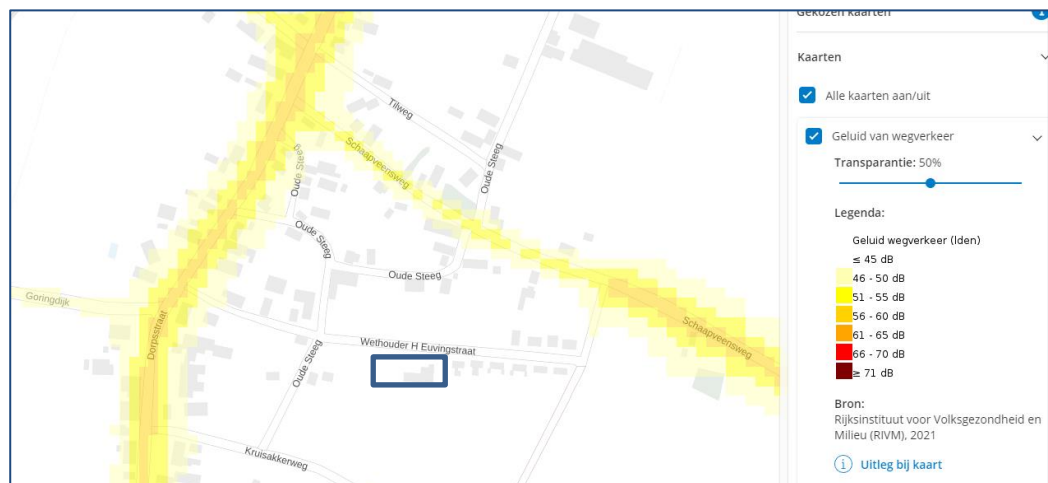 Tilweg
Schaapveensweg
Oude Steeg
Oude Steeg
Oude Steeg
Oude Steeg
Goringdijk
Dorpsstraat
Wethouder H Euvingstraat
Oude Steeg
Schaapveensweg
Kruisakkerweg
Gekozen kaarten
Kaarten
Alle kaarten aan/uit
Geluid van wegverkeer
Transparantie: 50%
Legenda:
Geluid wegverkeer (lden)
≤ 45 dB
46 - 50 dB
51 - 55 dB
56 - 60 dB
61 - 65 dB
66 - 70 dB
≥ 71 dB
Bron:
Rijksinstituut voor Volksgezondheid en
Milieu (RIVM), 2021
Uitleg bij kaart